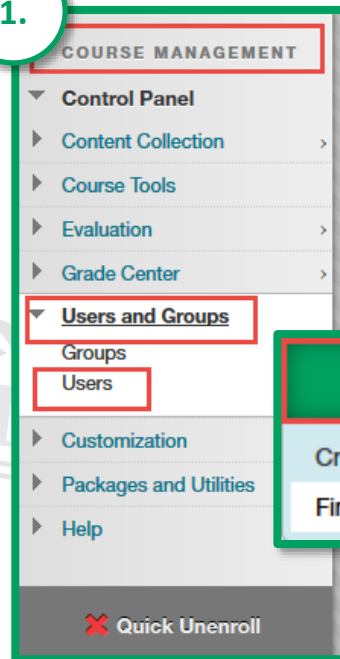 1.
COURSE MANAGEMENT
Control Panel
Content Collection
Course Tools
Evaluation
Grade Center
Users and Groups
Groups
Users
Customization
Packages and Utilities
Help
Quick Unenroll